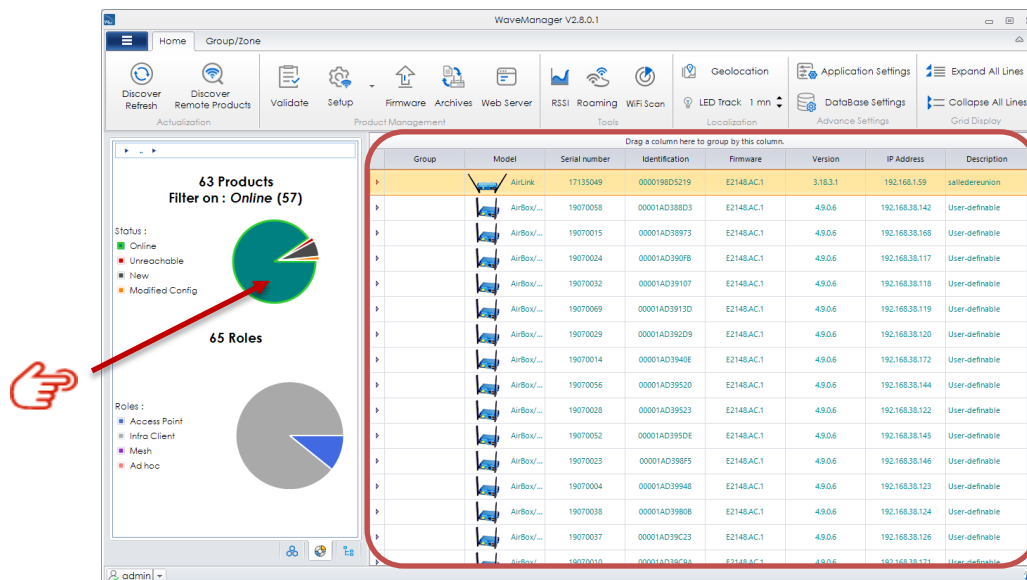 WaveManager V2.8.0.1
Home Group/Zone
Discover Refresh
Discover Remote Products
Actualization
Validate
Setup
Firmware
Archives
Web Server
Product Management
RSSI
Roaming
WiFi Scan
Tools
Geolocation
LED Track 1 mn
Localization
Application Settings
DataBase Settings
Advance Settings
Expand All Lines
Collapse All Lines
Grid Display
63 Products
Filter on : Online (57)
Status :
Online
Unreachable
New
Modified Config
65 Roles
Roles :
Access Point
Infra Client
Mesh
Ad hoc
Drag a column here to group by this column.
Group Model Serial number Identification Firmware Version IP Address Description
AirLink 17135049 0000198D5219 E2148.AC.1 3.18.3.1 192.168.1.59 salledereunion
AirBox/... 19070058 00001AD388D3 E2148.AC.1 4.9.0.6 192.168.38.142 User-definable
AirBox/... 19070015 00001AD38973 E2148.AC.1 4.9.0.6 192.168.38.168 User-definable
AirBox/... 19070024 00001AD390FB E2148.AC.1 4.9.0.6 192.168.38.117 User-definable
AirBox/... 19070032 00001AD39107 E2148.AC.1 4.9.0.6 192.168.38.118 User-definable
AirBox/... 19070069 00001AD3913D E2148.AC.1 4.9.0.6 192.168.38.119 User-definable
AirBox/... 19070029 00001AD392D9 E2148.AC.1 4.9.0.6 192.168.38.120 User-definable
AirBox/... 19070014 00001AD3940E E2148.AC.1 4.9.0.6 192.168.38.172 User-definable
AirBox/... 19070056 00001AD39520 E2148.AC.1 4.9.0.6 192.168.38.144 User-definable
AirBox/... 19070028 00001AD39523 E2148.AC.1 4.9.0.6 192.168.38.122 User-definable
AirBox/... 19070052 00001AD395DE E2148.AC.1 4.9.0.6 192.168.38.145 User-definable
AirBox/... 19070023 00001AD398F5 E2148.AC.1 4.9.0.6 192.168.38.146 User-definable
AirBox/... 19070004 00001AD39948 E2148.AC.1 4.9.0.6 192.168.38.123 User-definable
AirBox/... 19070038 00001AD39B0B E2148.AC.1 4.9.0.6 192.168.38.124 User-definable
AirBox/... 19070037 00001AD39C23 E2148.AC.1 4.9.0.6 192.168.38.126 User-definable
AirBox/... 19070010 00001AD39C9A E2148.AC.1 4.9.0.6 192.168.38.171 User-definable
admin